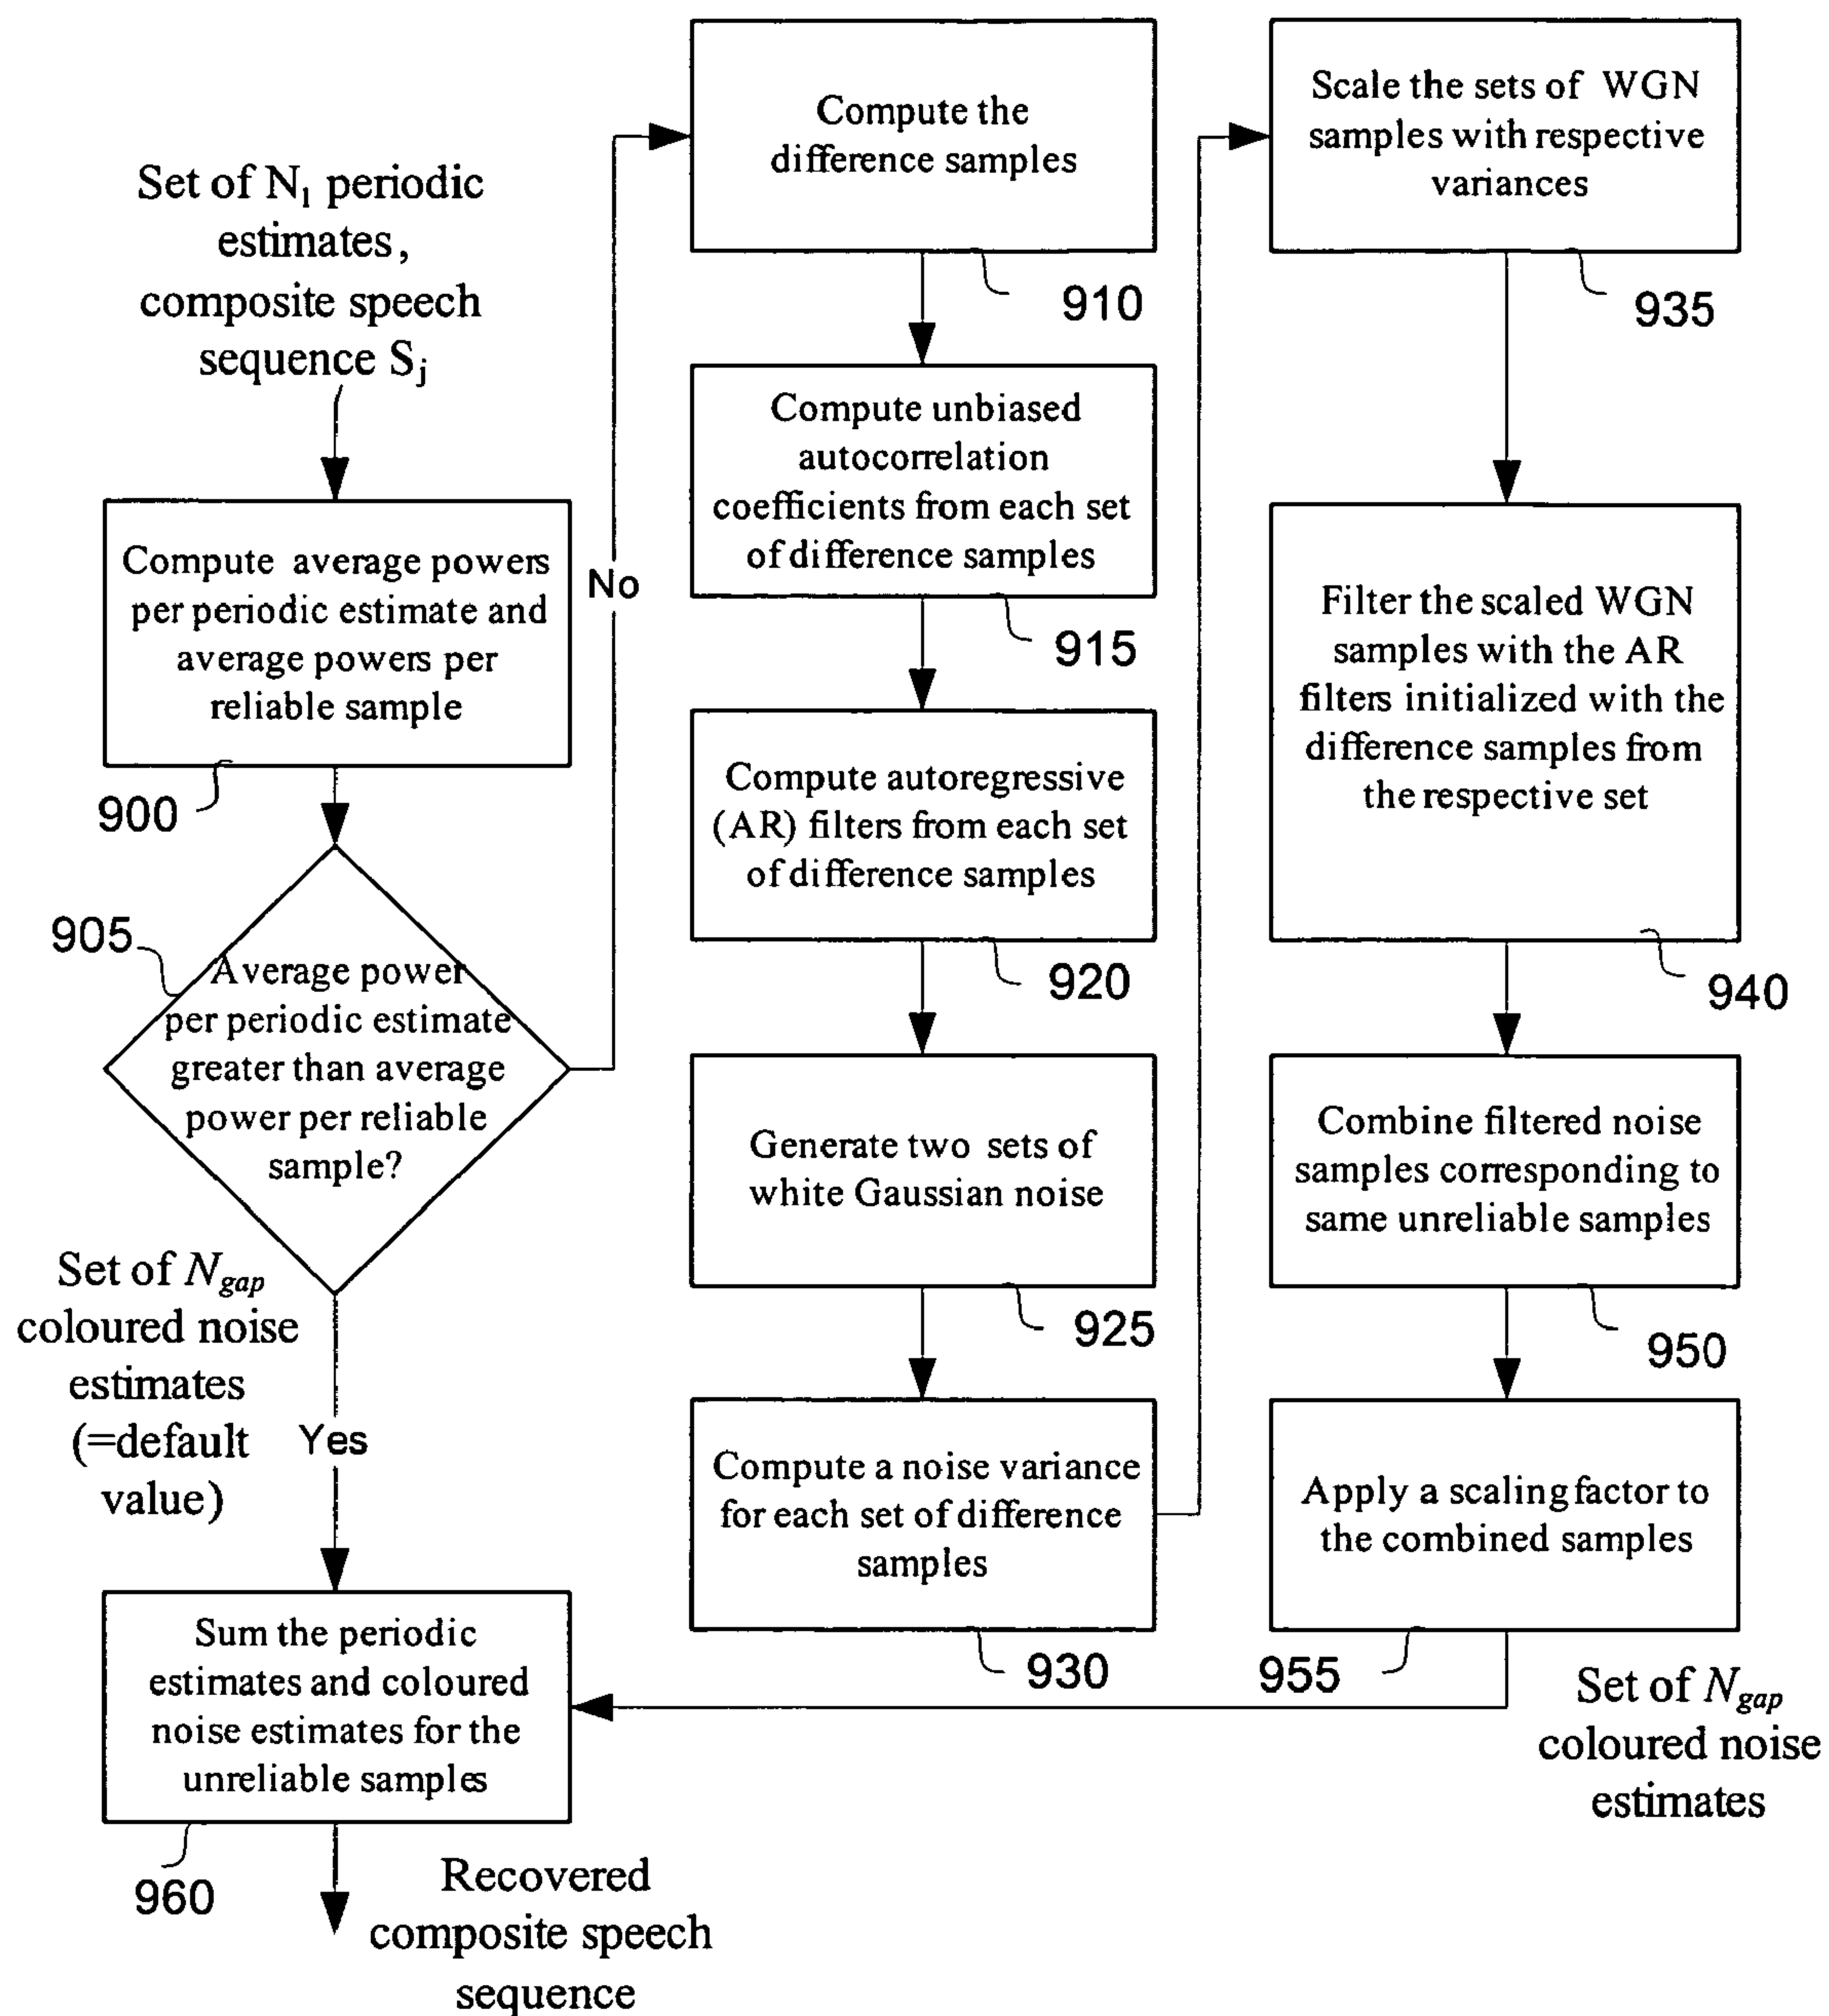 Set of N₁ periodic
estimates,
composite speech
sequence Sⱼ
Compute average powers
per periodic estimate and
average powers per
reliable sample
900
905
Average power
per periodic estimate
greater than average
power per reliable
sample?
No
Set of N_gap
coloured noise
estimates
(=default
value)
Yes
Sum the periodic
estimates and coloured
noise estimates for the
unreliable samples
960
Recovered
composite speech
sequence
Compute the
difference samples
910
Compute unbiased
autocorrelation
coefficients from each set
of difference samples
915
Compute autoregressive
(AR) filters from each set
of difference samples
920
Generate two sets of
white Gaussian noise
925
Compute a noise variance
for each set of difference
samples
930
Scale the sets of WGN
samples with respective
variances
935
Filter the scaled WGN
samples with the AR
filters initialized with the
difference samples from
the respective set
940
Combine filtered noise
samples corresponding to
same unreliable samples
950
Apply a scaling factor to
the combined samples
955
Set of N_gap
coloured noise
estimates